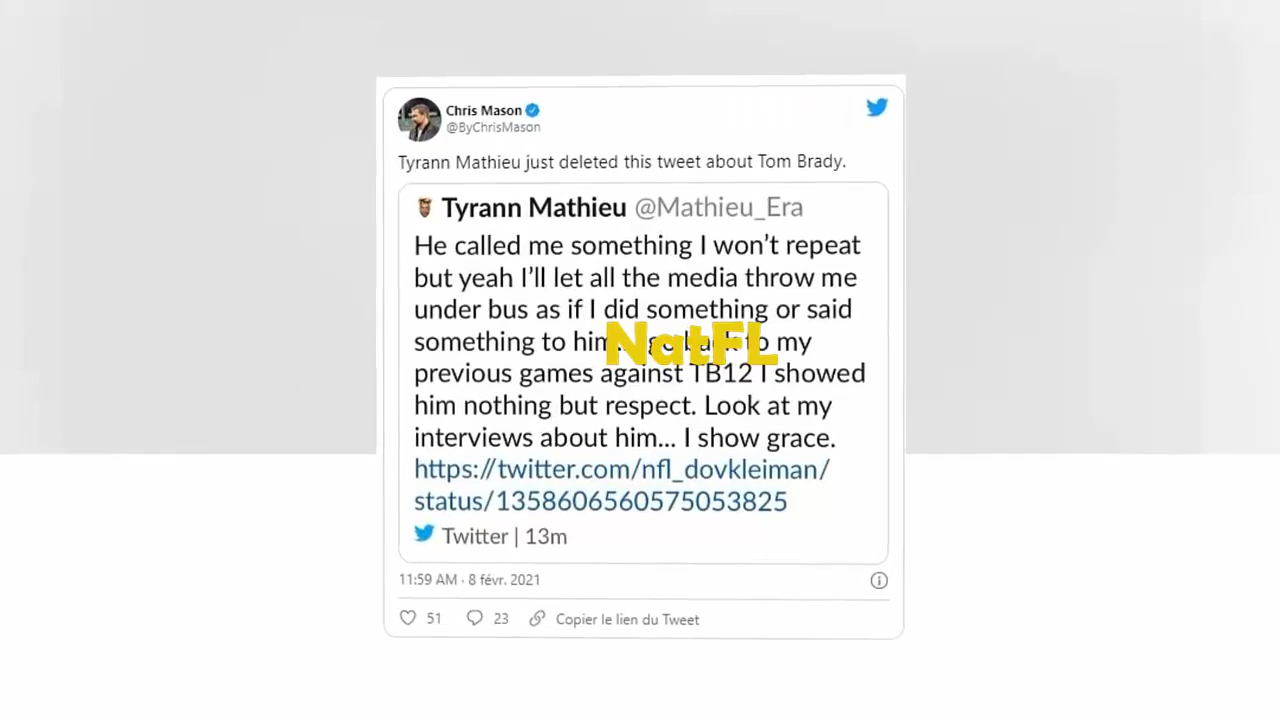 Chris Mason
@ByChrisMason
Tyrann Mathieu just deleted this tweet about Tom Brady.
Tyrann Mathieu @Mathieu_Era
He called me something I won't repeat
but yeah I'll let all the media throw me
under bus as if I did something or said
something to him... go back to my
NatFL
previous games against TB12 I showed
him nothing but respect. Look at my
interviews about him... I show grace.
https://twitter.com/nfl_dovkleiman/
status/1358606560575053825
Twitter | 13m
11:59 AM · 8 févr. 2021
51 23 Copier le lien du Tweet